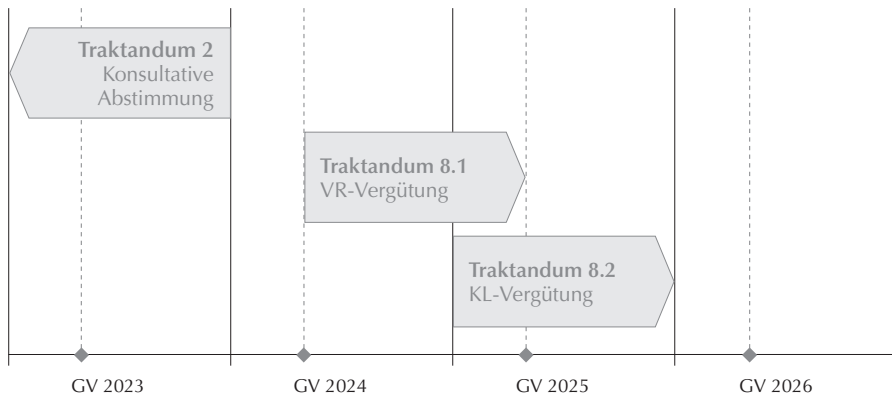 Traktandum 2
Konsultative
Abstimmung
Traktandum 8.1
VR-Vergütung
Traktandum 8.2
KL-Vergütung
GV 2023
GV 2024
GV 2025
GV 2026